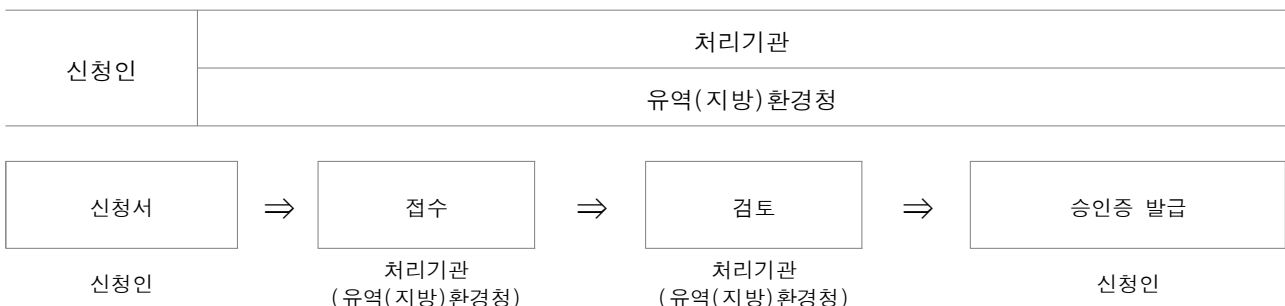 신청인
처리기관
유역(지방)환경청
신청서 ⇒ 접수 ⇒ 검토 ⇒ 승인증 발급
신청인
처리기관
(유역(지방)환경청)
처리기관
(유역(지방)환경청)
신청인